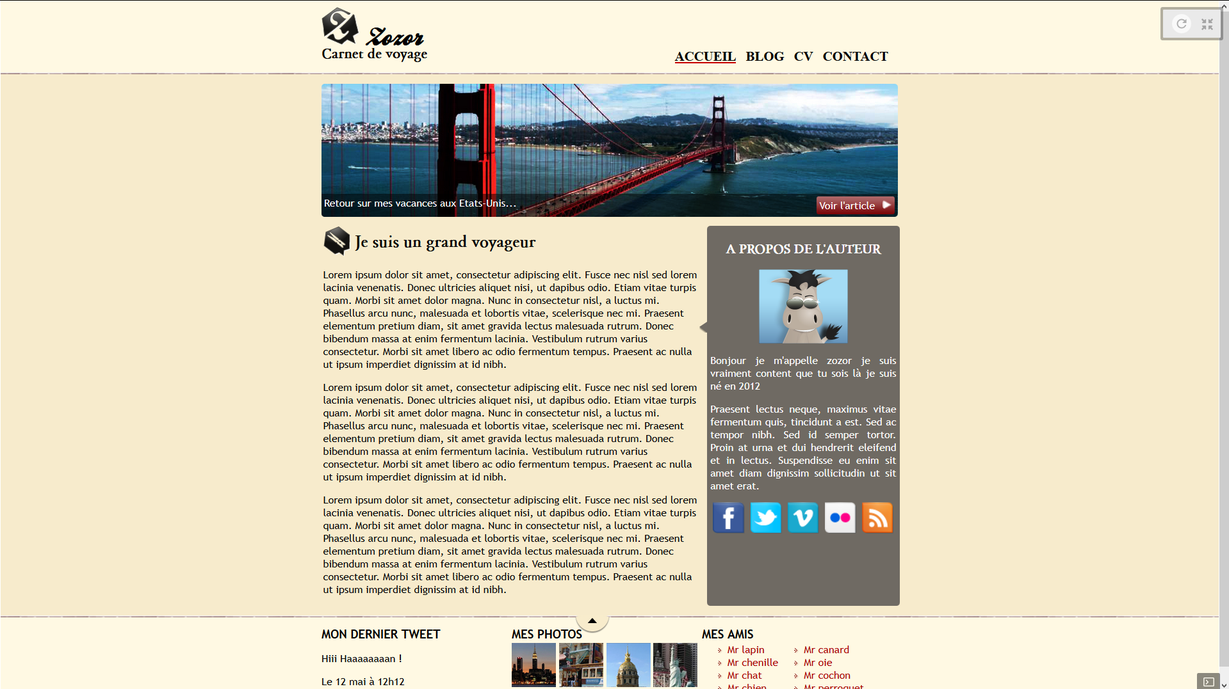 Zozor
Carnet de voyage
ACCUEIL BLOG CV CONTACT
Retour sur mes vacances aux Etats-Unis...
Voir l'article
Je suis un grand voyageur
Lorem ipsum dolor sit amet, consectetur adipiscing elit. Fusce nec nisl sed lorem
lacinia venenatis. Donec ultricies aliquet nisi, ut dapibus odio. Etiam vitae turpis
quam. Morbi sit amet dolor magna. Nunc in consectetur nisl, a luctus mi.
Phasellus arcu nunc, malesuada et lobortis vitae, scelerisque nec mi. Praesent
elementum pretium diam, sit amet gravida lectus malesuada rutrum. Donec
bibendum massa at enim fermentum lacinia. Vestibulum rutrum varius
consectetur. Morbi sit amet libero ac odio fermentum tempus. Praesent ac nulla
ut ipsum imperdiet dignissim at id nibh.
Lorem ipsum dolor sit amet, consectetur adipiscing elit. Fusce nec nisl sed lorem
lacinia venenatis. Donec ultricies aliquet nisi, ut dapibus odio. Etiam vitae turpis
quam. Morbi sit amet dolor magna. Nunc in consectetur nisl, a luctus mi.
Phasellus arcu nunc, malesuada et lobortis vitae, scelerisque nec mi. Praesent
elementum pretium diam, sit amet gravida lectus malesuada rutrum. Donec
bibendum massa at enim fermentum lacinia. Vestibulum rutrum varius
consectetur. Morbi sit amet libero ac odio fermentum tempus. Praesent ac nulla
ut ipsum imperdiet dignissim at id nibh.
Lorem ipsum dolor sit amet, consectetur adipiscing elit. Fusce nec nisl sed lorem
lacinia venenatis. Donec ultricies aliquet nisi, ut dapibus odio. Etiam vitae turpis
quam. Morbi sit amet dolor magna. Nunc in consectetur nisl, a luctus mi.
Phasellus arcu nunc, malesuada et lobortis vitae, scelerisque nec mi. Praesent
elementum pretium diam, sit amet gravida lectus malesuada rutrum. Donec
bibendum massa at enim fermentum lacinia. Vestibulum rutrum varius
consectetur. Morbi sit amet libero ac odio fermentum tempus. Praesent ac nulla
ut ipsum imperdiet dignissim at id nibh.
A PROPOS DE L'AUTEUR
Bonjour je m'appelle zozor je suis
vraiment content que tu sois là je suis
né en 2012
Praesent lectus neque, maximus vitae
fermentum quis, tincidunt a est. Sed ac
tempor nibh. Sed id semper tortor.
Proin at urna et dui hendrerit eleifend
et in lectus. Suspendisse eu enim sit
amet diam dignissim sollicitudin ut sit
amet erat.
MON DERNIER TWEET
Hiii Haaaaaaaan !
Le 12 mai à 12h12
MES PHOTOS
MES AMIS
Mr lapin
Mr chenille
Mr chat
Mr chien
Mr canard
Mr oie
Mr cochon
Mr perroquet